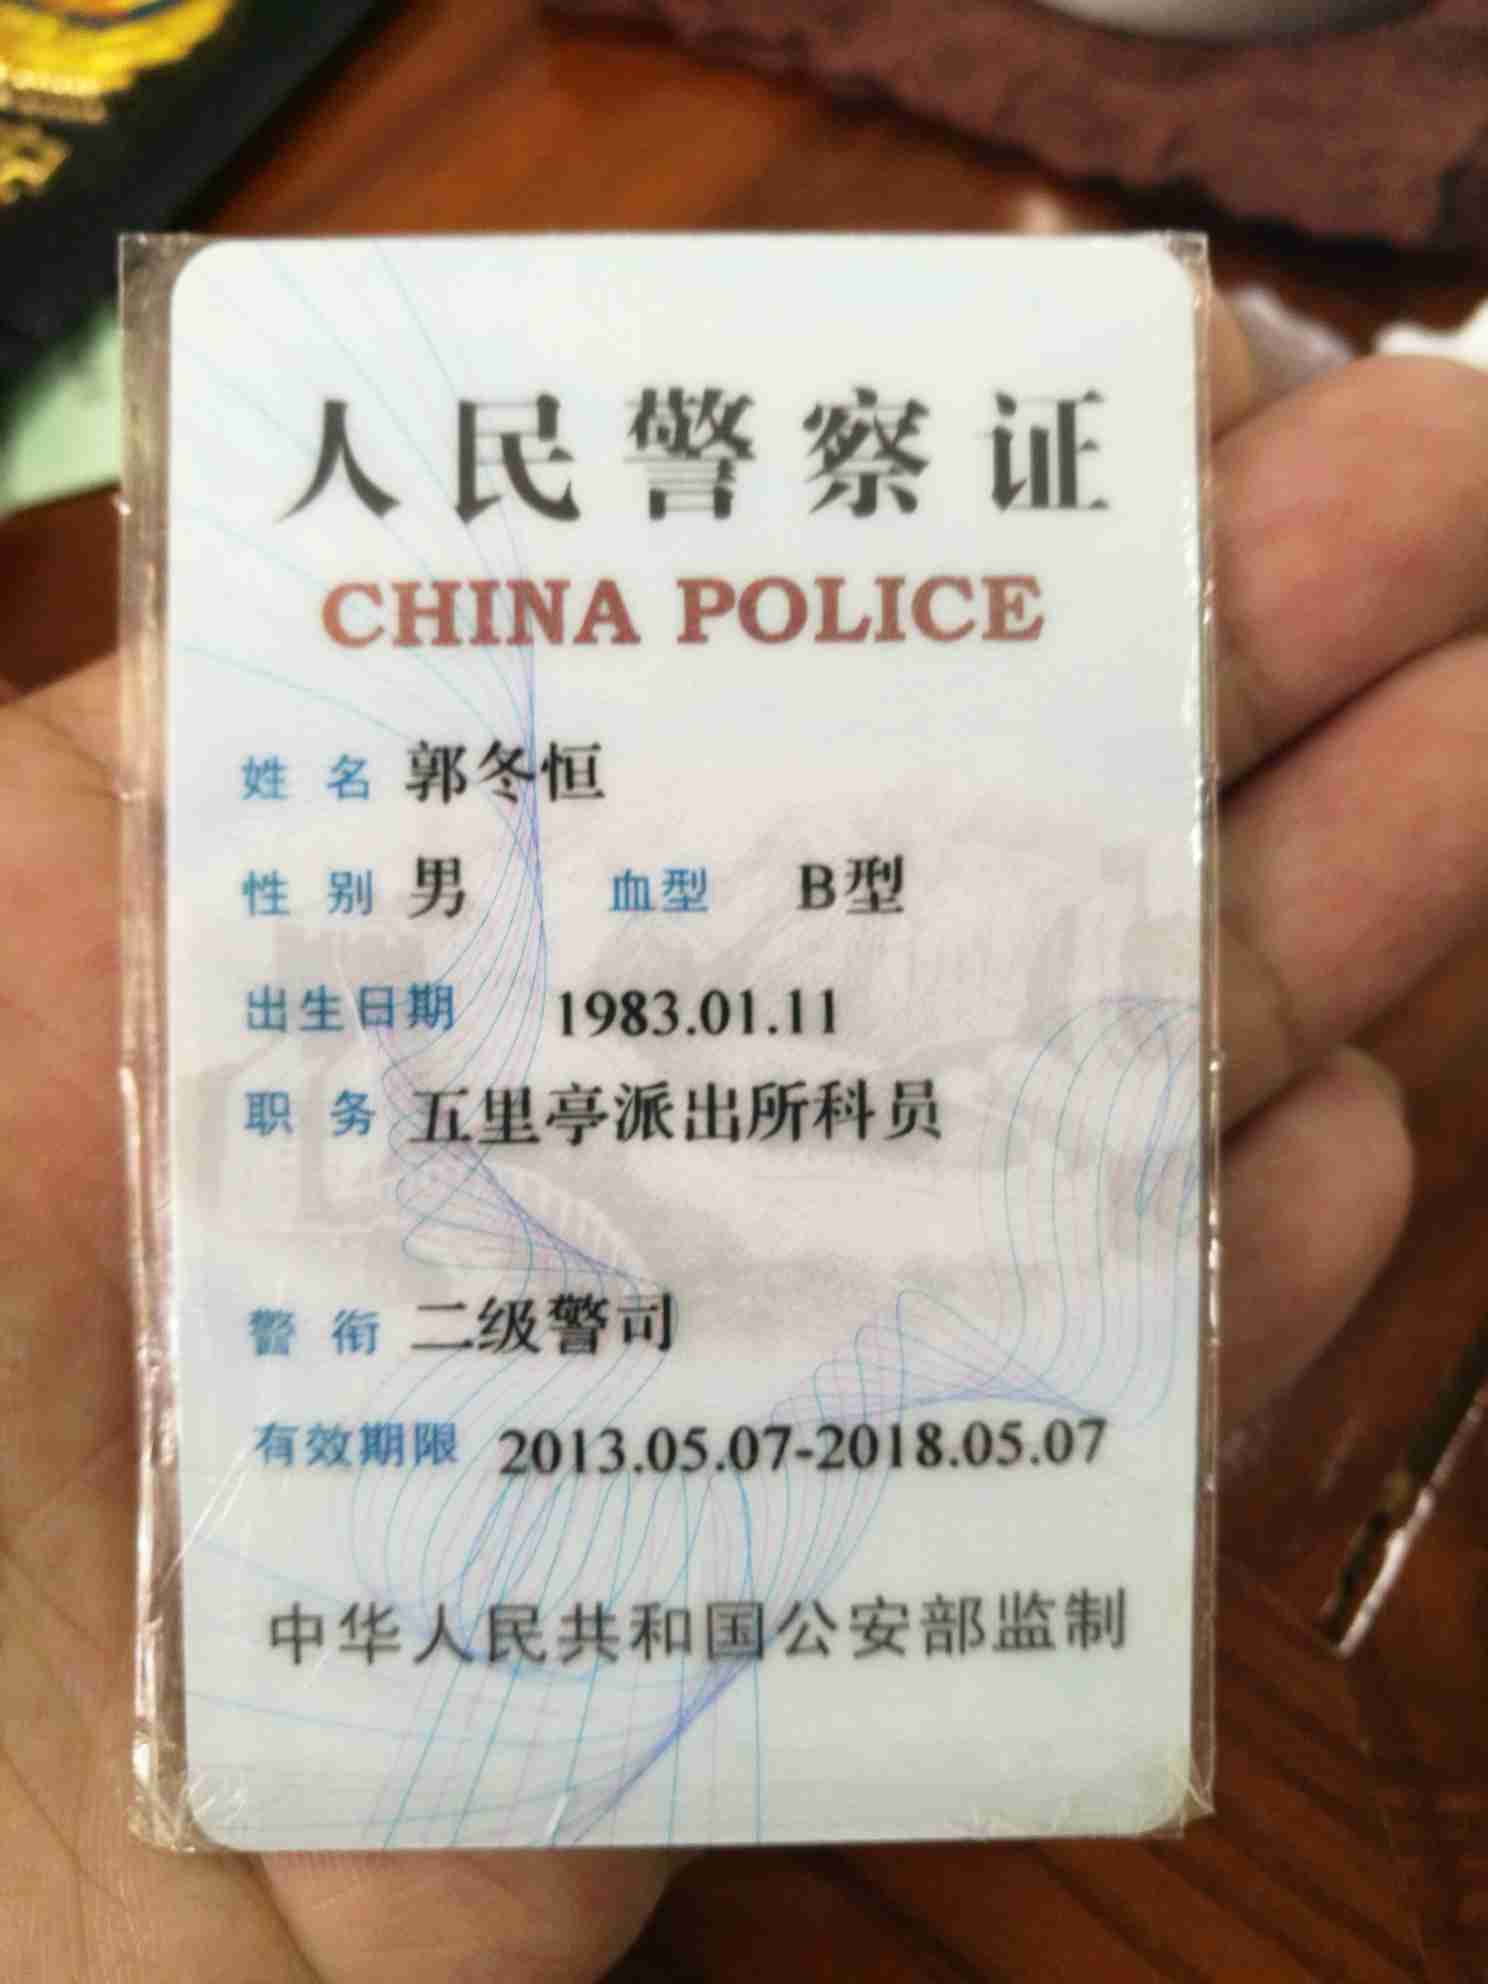 人民警察证
CHINA POLICE
姓 名 郭冬恒
性 别 男 血型 B型
出生日期 1983.01.11
职 务 五里亭派出所科员
警 衔 二级警司
有效期限 2013.05.07-2018.05.07
中华人民共和国公安部监制